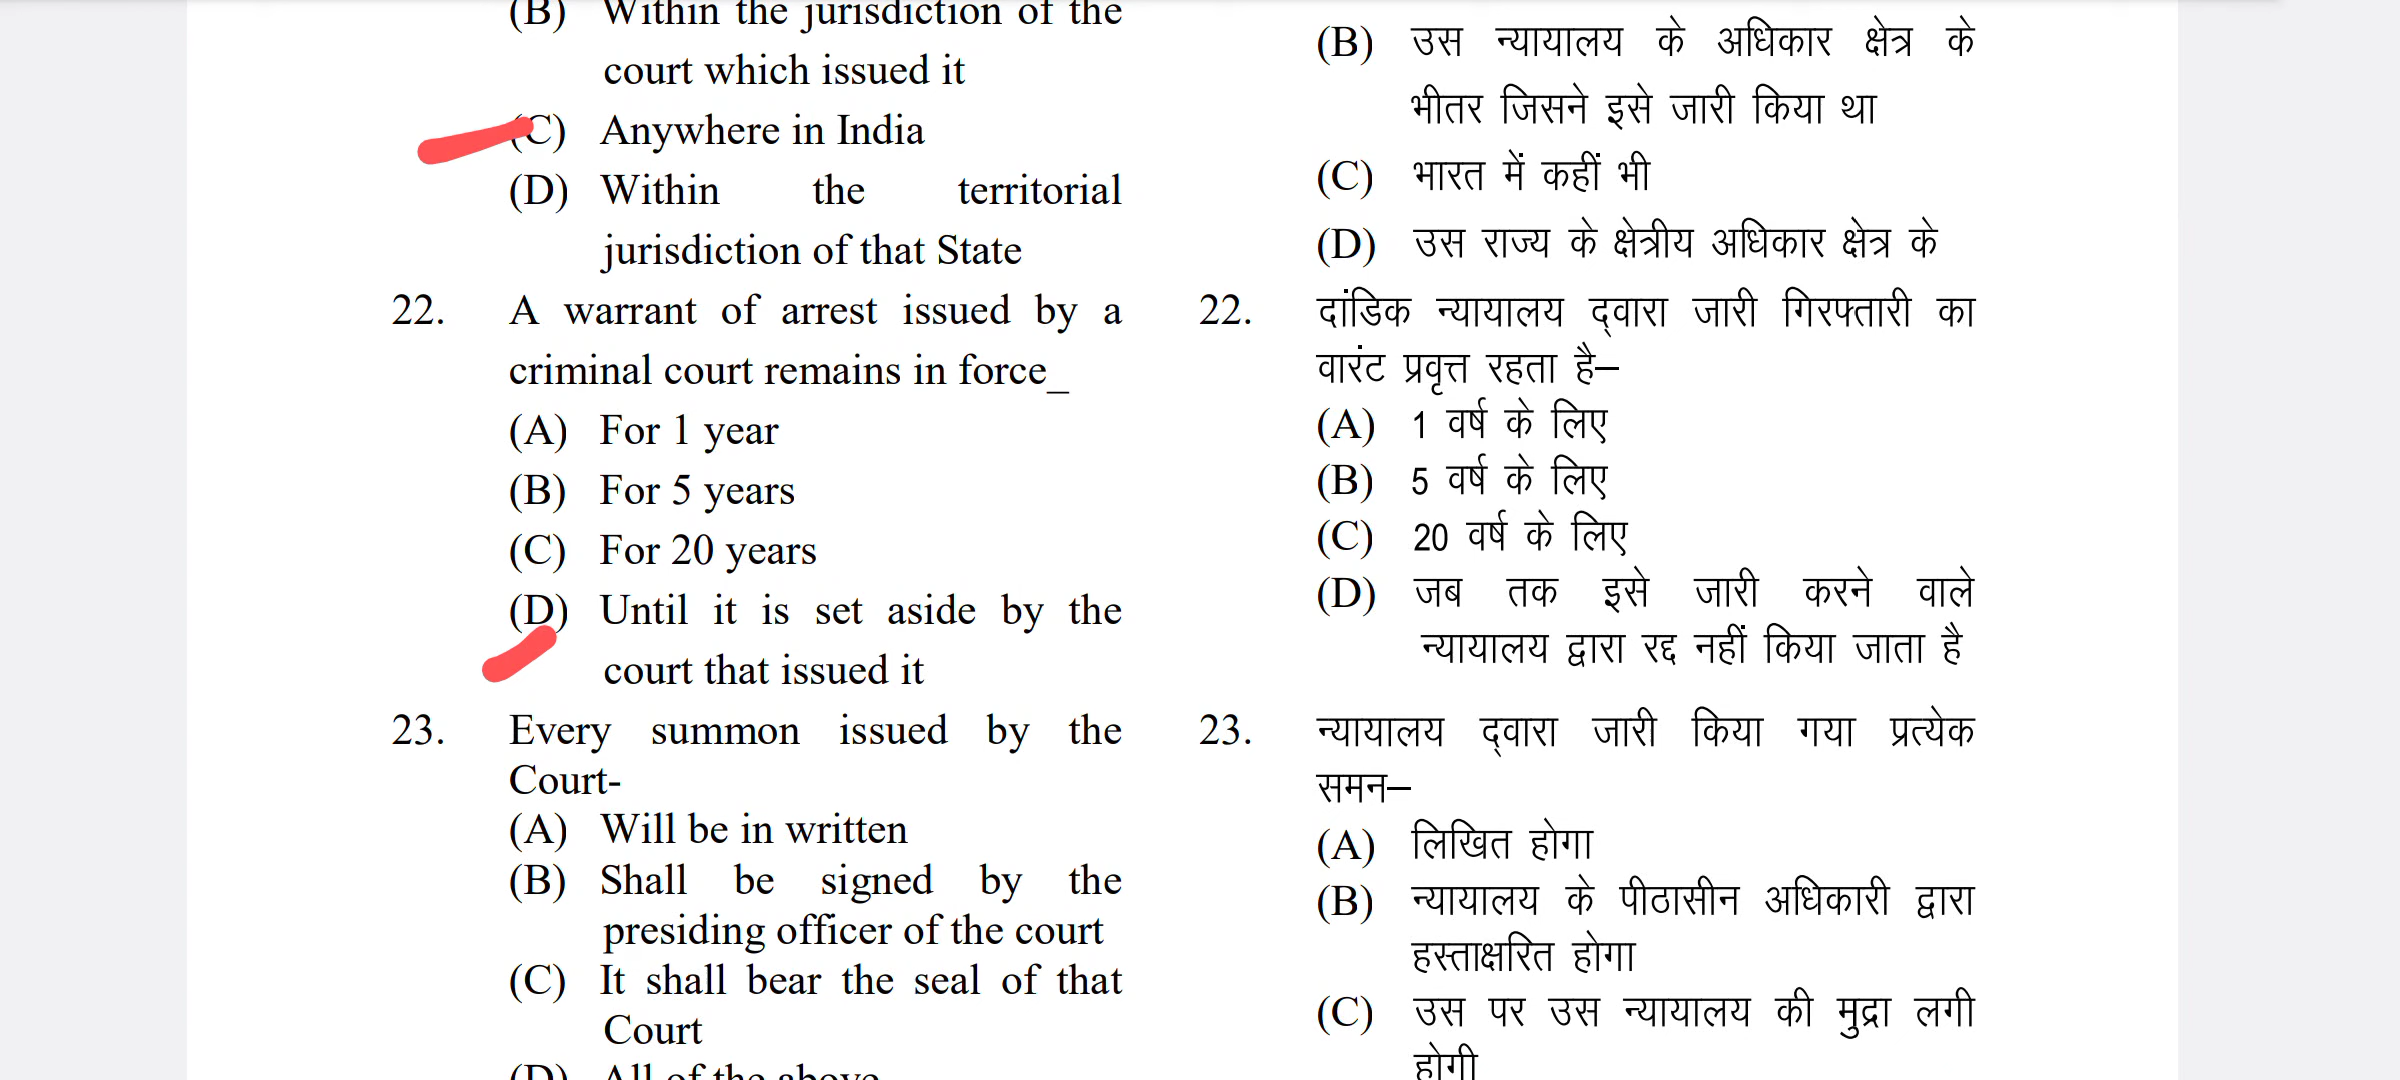 (B) Within the jurisdiction of the
court which issued it
(C) Anywhere in India
(D) Within the territorial
jurisdiction of that State
22. A warrant of arrest issued by a
criminal court remains in force_
(A) For 1 year
(B) For 5 years
(C) For 20 years
(D) Until it is set aside by the
court that issued it
23. Every summon issued by the
Court-
(A) Will be in written
(B) Shall be signed by the
presiding officer of the court
(C) It shall bear the seal of that
Court
(D) All of the above
(B) उस न्यायालय के अधिकार क्षेत्र के
भीतर जिसने इसे जारी किया था
(C) भारत में कहीं भी
(D) उस राज्य के क्षेत्रीय अधिकार क्षेत्र के
22. दांडिक न्यायालय द्वारा जारी गिरफ्तारी का
वारंट प्रवृत्त रहता है–
(A) 1 वर्ष के लिए
(B) 5 वर्ष के लिए
(C) 20 वर्ष के लिए
(D) जब तक इसे जारी करने वाले
न्यायालय द्वारा रद्द नहीं किया जाता है
23. न्यायालय द्वारा जारी किया गया प्रत्येक
समन–
(A) लिखित होगा
(B) न्यायालय के पीठासीन अधिकारी द्वारा
हस्ताक्षरित होगा
(C) उस पर उस न्यायालय की मुद्रा लगी
होगी